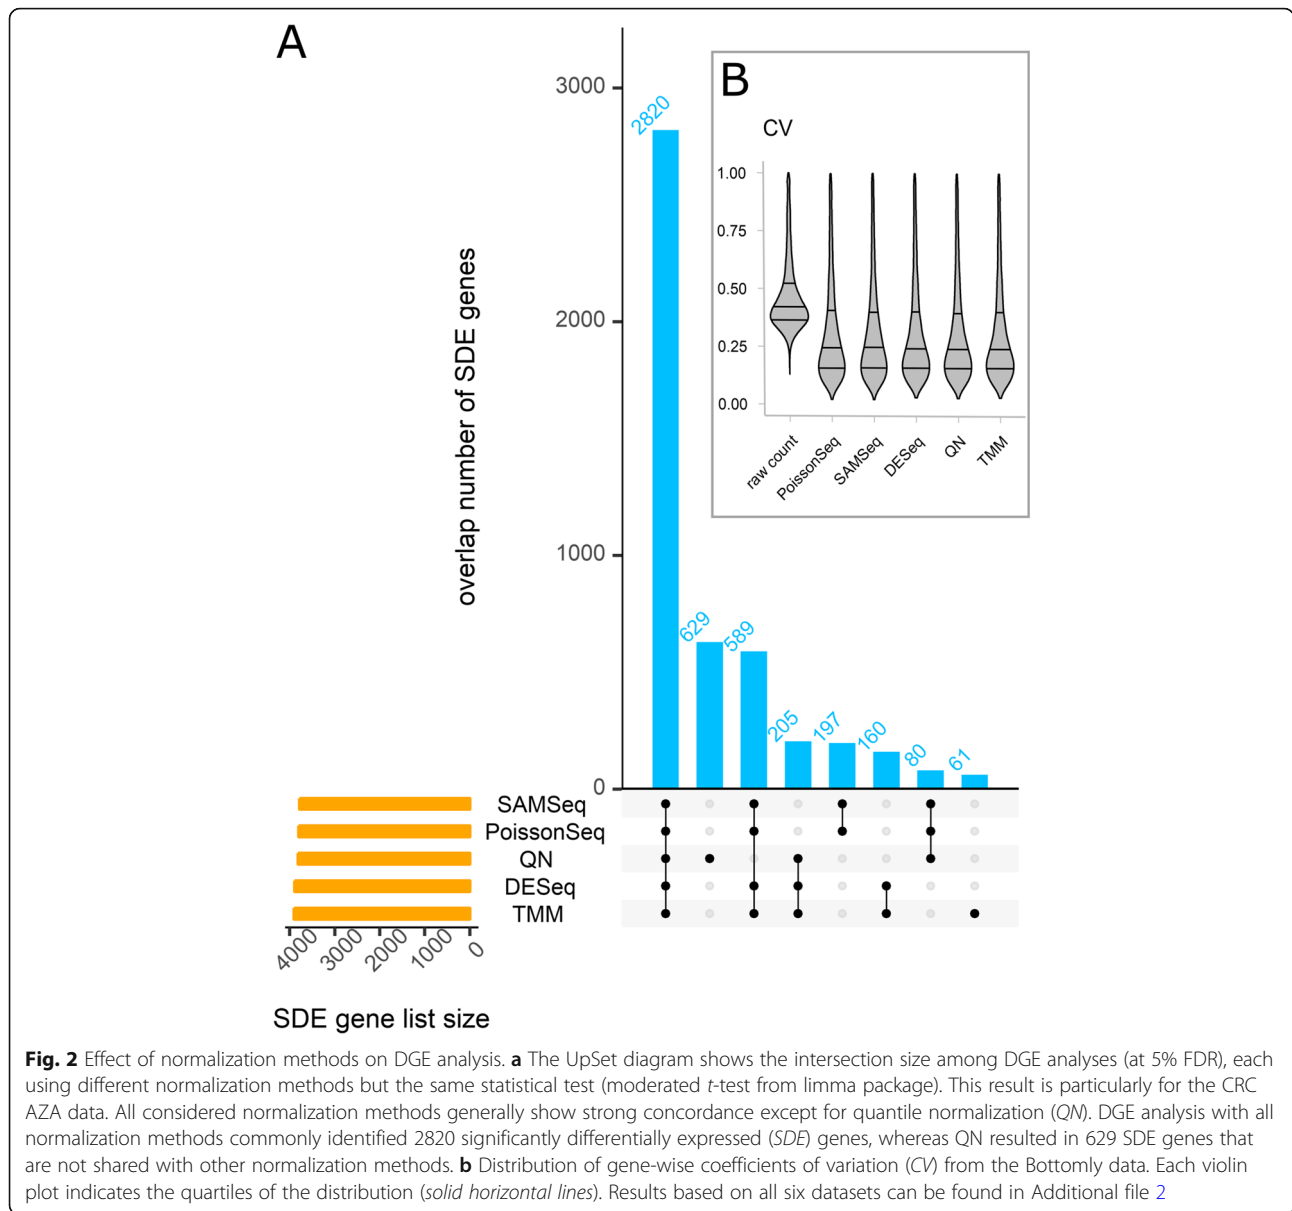 A
B
CV
1.00
0.75
0.50
0.25
0.00
raw count
PoissonSeq
SAMSeq
DESeq
QN
TMM
overlap number of SDE genes
3000
2000
1000
0
2820
629
589
205
197
160
80
61
SAMSeq
PoissonSeq
QN
DESeq
TMM
4000
3000
2000
1000
0
SDE gene list size
Fig. 2 Effect of normalization methods on DGE analysis. a The UpSet diagram shows the intersection size among DGE analyses (at 5% FDR), each
using different normalization methods but the same statistical test (moderated t-test from limma package). This result is particularly for the CRC
AZA data. All considered normalization methods generally show strong concordance except for quantile normalization (QN). DGE analysis with all
normalization methods commonly identified 2820 significantly differentially expressed (SDE) genes, whereas QN resulted in 629 SDE genes that
are not shared with other normalization methods. b Distribution of gene-wise coefficients of variation (CV) from the Bottomly data. Each violin
plot indicates the quartiles of the distribution (solid horizontal lines). Results based on all six datasets can be found in Additional file 2